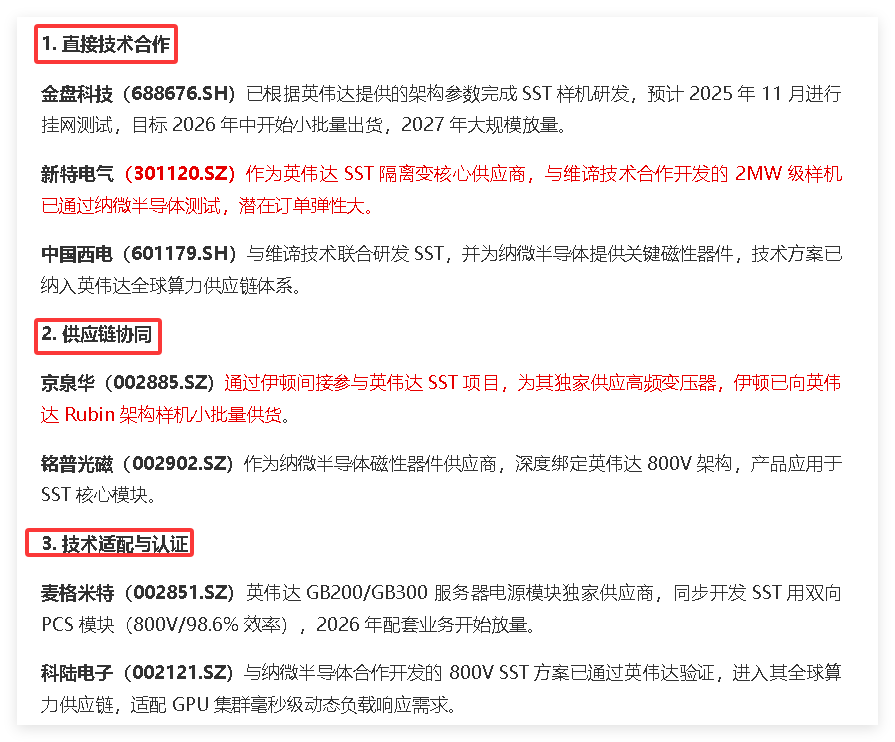 1. 直接技术合作
金盘科技（688676.SH）已根据英伟达提供的架构参数完成 SST 样机研发，预计 2025 年 11 月进行
挂网测试，目标 2026 年中开始小批量出货，2027 年大规模放量。
新特电气（301120.SZ）作为英伟达 SST 隔离变核心供应商，与维谛技术合作开发的 2MW 级样机
已通过纳微半导体测试，潜在订单弹性大。
中国西电（601179.SH）与维谛技术联合研发 SST，并为纳微半导体提供关键磁性器件，技术方案已
纳入英伟达全球算力供应链体系。
2. 供应链协同
京泉华（002885.SZ）通过伊顿间接参与英伟达 SST 项目，为其独家供应高频变压器，伊顿已向英伟
达 Rubin 架构样机小批量供货。
铭普光磁（002902.SZ）作为纳微半导体磁性器件供应商，深度绑定英伟达 800V 架构，产品应用于
SST 核心模块。
3. 技术适配与认证
麦格米特（002851.SZ）英伟达 GB200/GB300 服务器电源模块独家供应商，同步开发 SST 用双向
PCS 模块（800V/98.6% 效率），2026 年配套业务开始放量。
科陆电子（002121.SZ）与纳微半导体合作开发的 800V SST 方案已通过英伟达验证，进入其全球算
力供应链，适配 GPU 集群毫秒级动态负载响应需求。